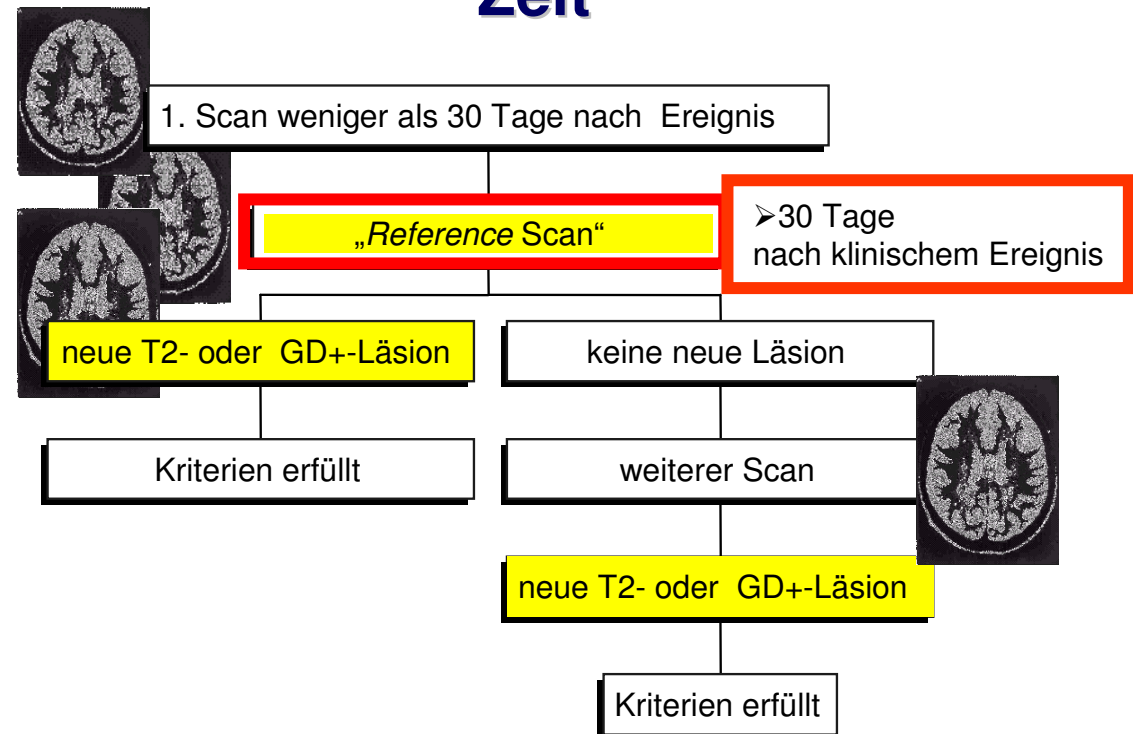 Zeit
1. Scan weniger als 30 Tage nach Ereignis
„Reference Scan“
➢30 Tage
nach klinischem Ereignis
neue T2- oder GD+-Läsion
keine neue Läsion
Kriterien erfüllt
weiterer Scan
neue T2- oder GD+-Läsion
Kriterien erfüllt